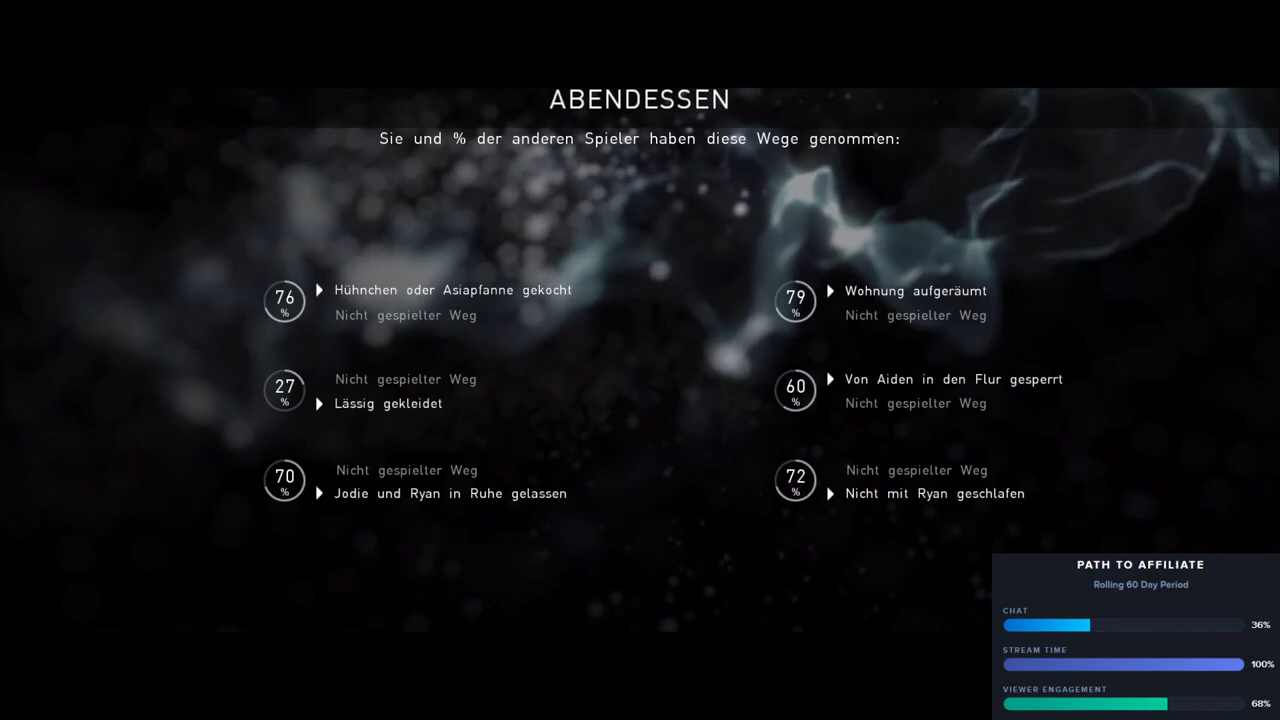 ABENDESSEN
Sie und % der anderen Spieler haben diese Wege genommen:
76 %
Hühnchen oder Asiapfanne gekocht
Nicht gespielter Weg
79 %
Wohnung aufgeräumt
Nicht gespielter Weg
27 %
Nicht gespielter Weg
Lässig gekleidet
60 %
Von Aiden in den Flur gesperrt
Nicht gespielter Weg
70 %
Nicht gespielter Weg
Jodie und Ryan in Ruhe gelassen
72 %
Nicht gespielter Weg
Nicht mit Ryan geschlafen
PATH TO AFFILIATE
Rolling 60 Day Period
CHAT
36%
STREAM TIME
100%
VIEWER ENGAGEMENT
68%